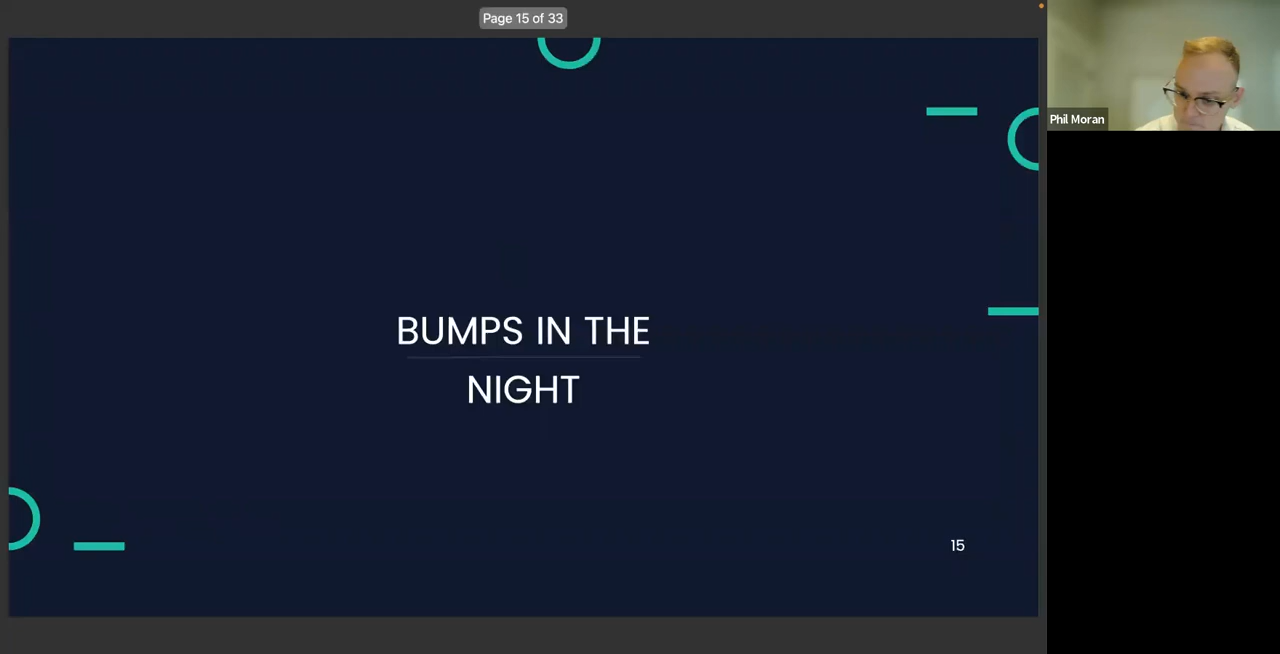 Page 15 of 33
Phil Moran
BUMPS IN THE
NIGHT
15